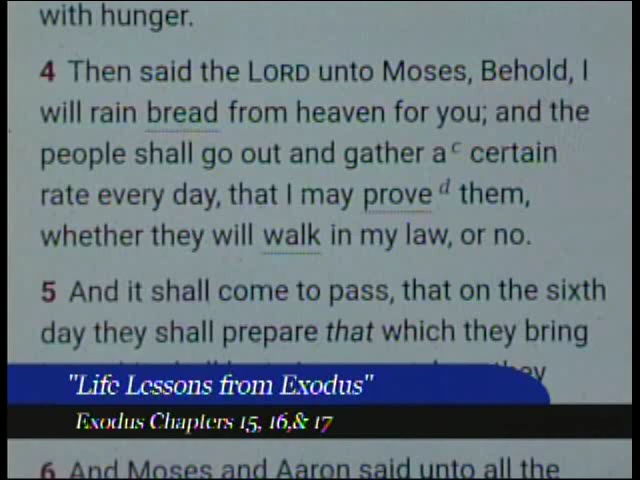 with hunger.
4 Then said the LORD unto Moses, Behold, I
will rain bread from heaven for you; and the
people shall go out and gather a c certain
rate every day, that I may prove d them,
whether they will walk in my law, or no.
5 And it shall come to pass, that on the sixth
day they shall prepare that which they bring
they
"Life Lessons from Exodus"
Exodus Chapters 15, 16,& 17
6 And Moses and Aaron said unto all the